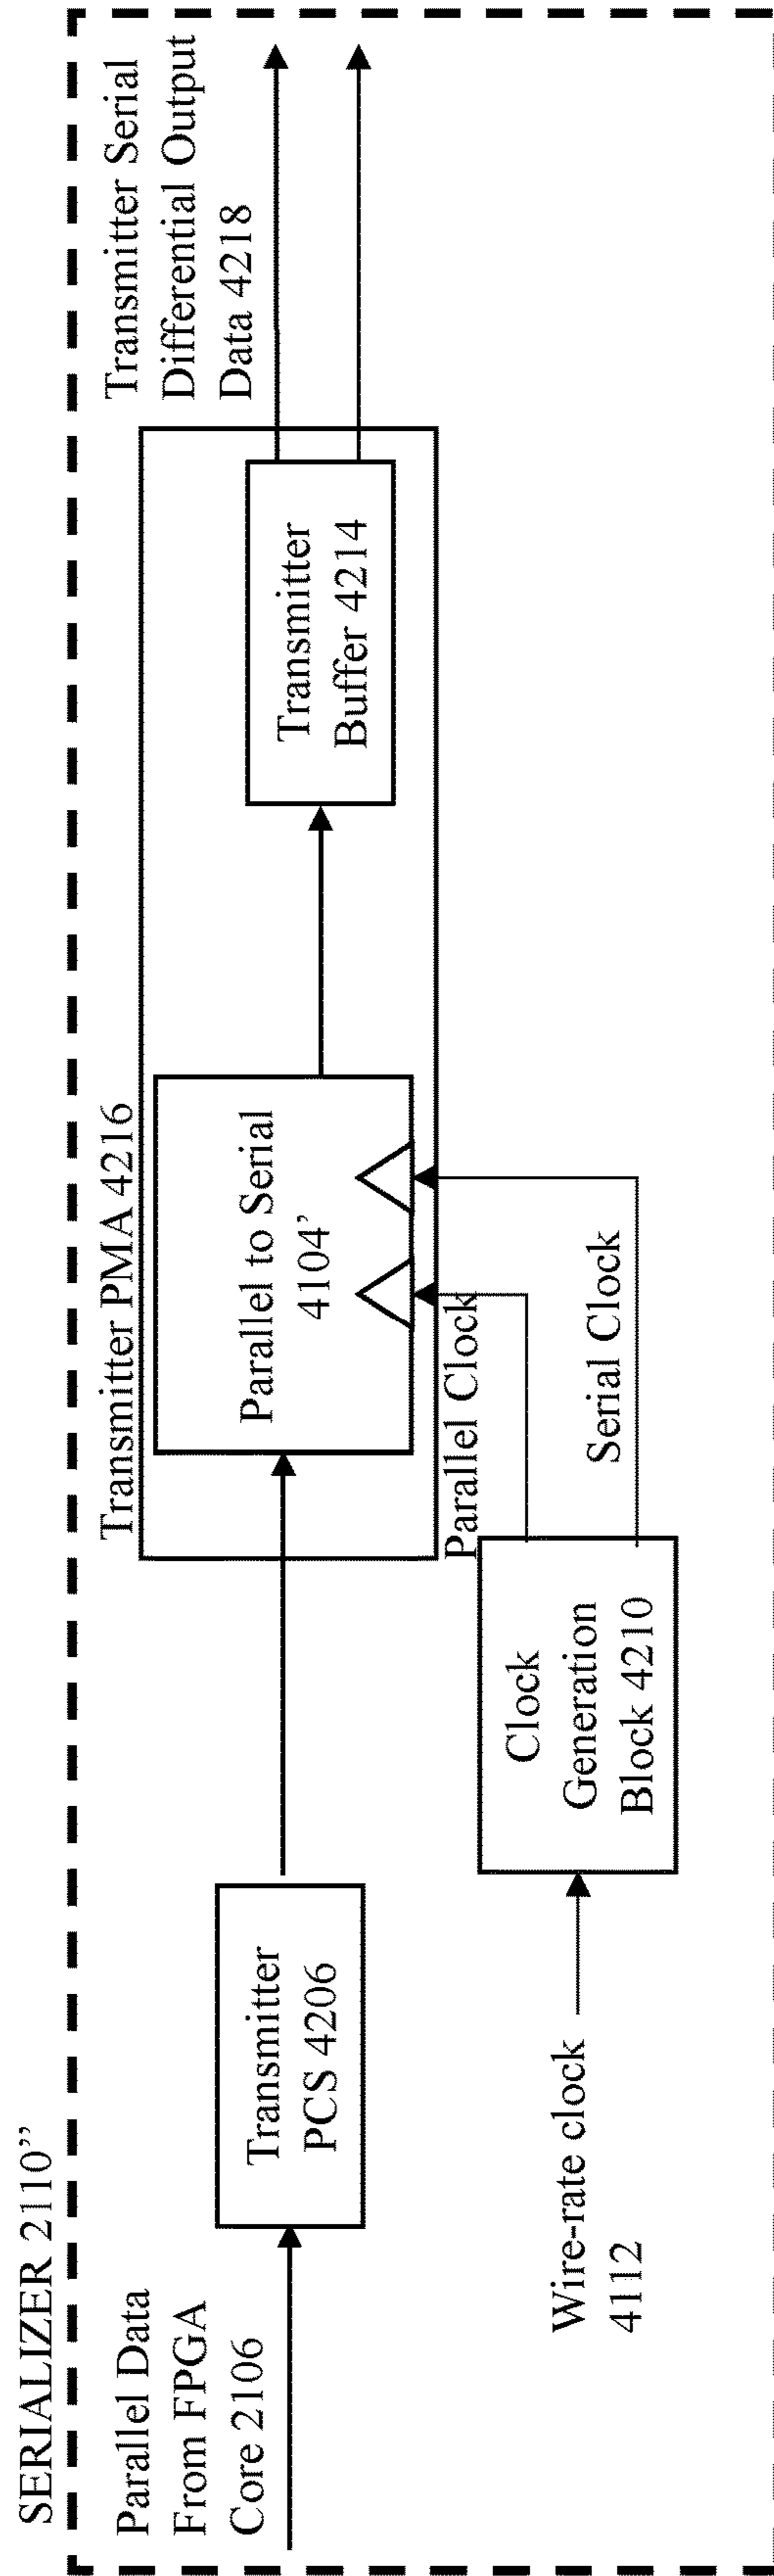 SERIALIZER 2110”
Parallel Data
From FPGA
Core 2106
Transmitter
PCS 4206
Transmitter PMA 4216
Parallel to Serial
4104’
Transmitter
Buffer 4214
Transmitter Serial
Differential Output
Data 4218
Wire-rate clock
4112
Clock
Generation
Block 4210
Parallel Clock
Serial Clock